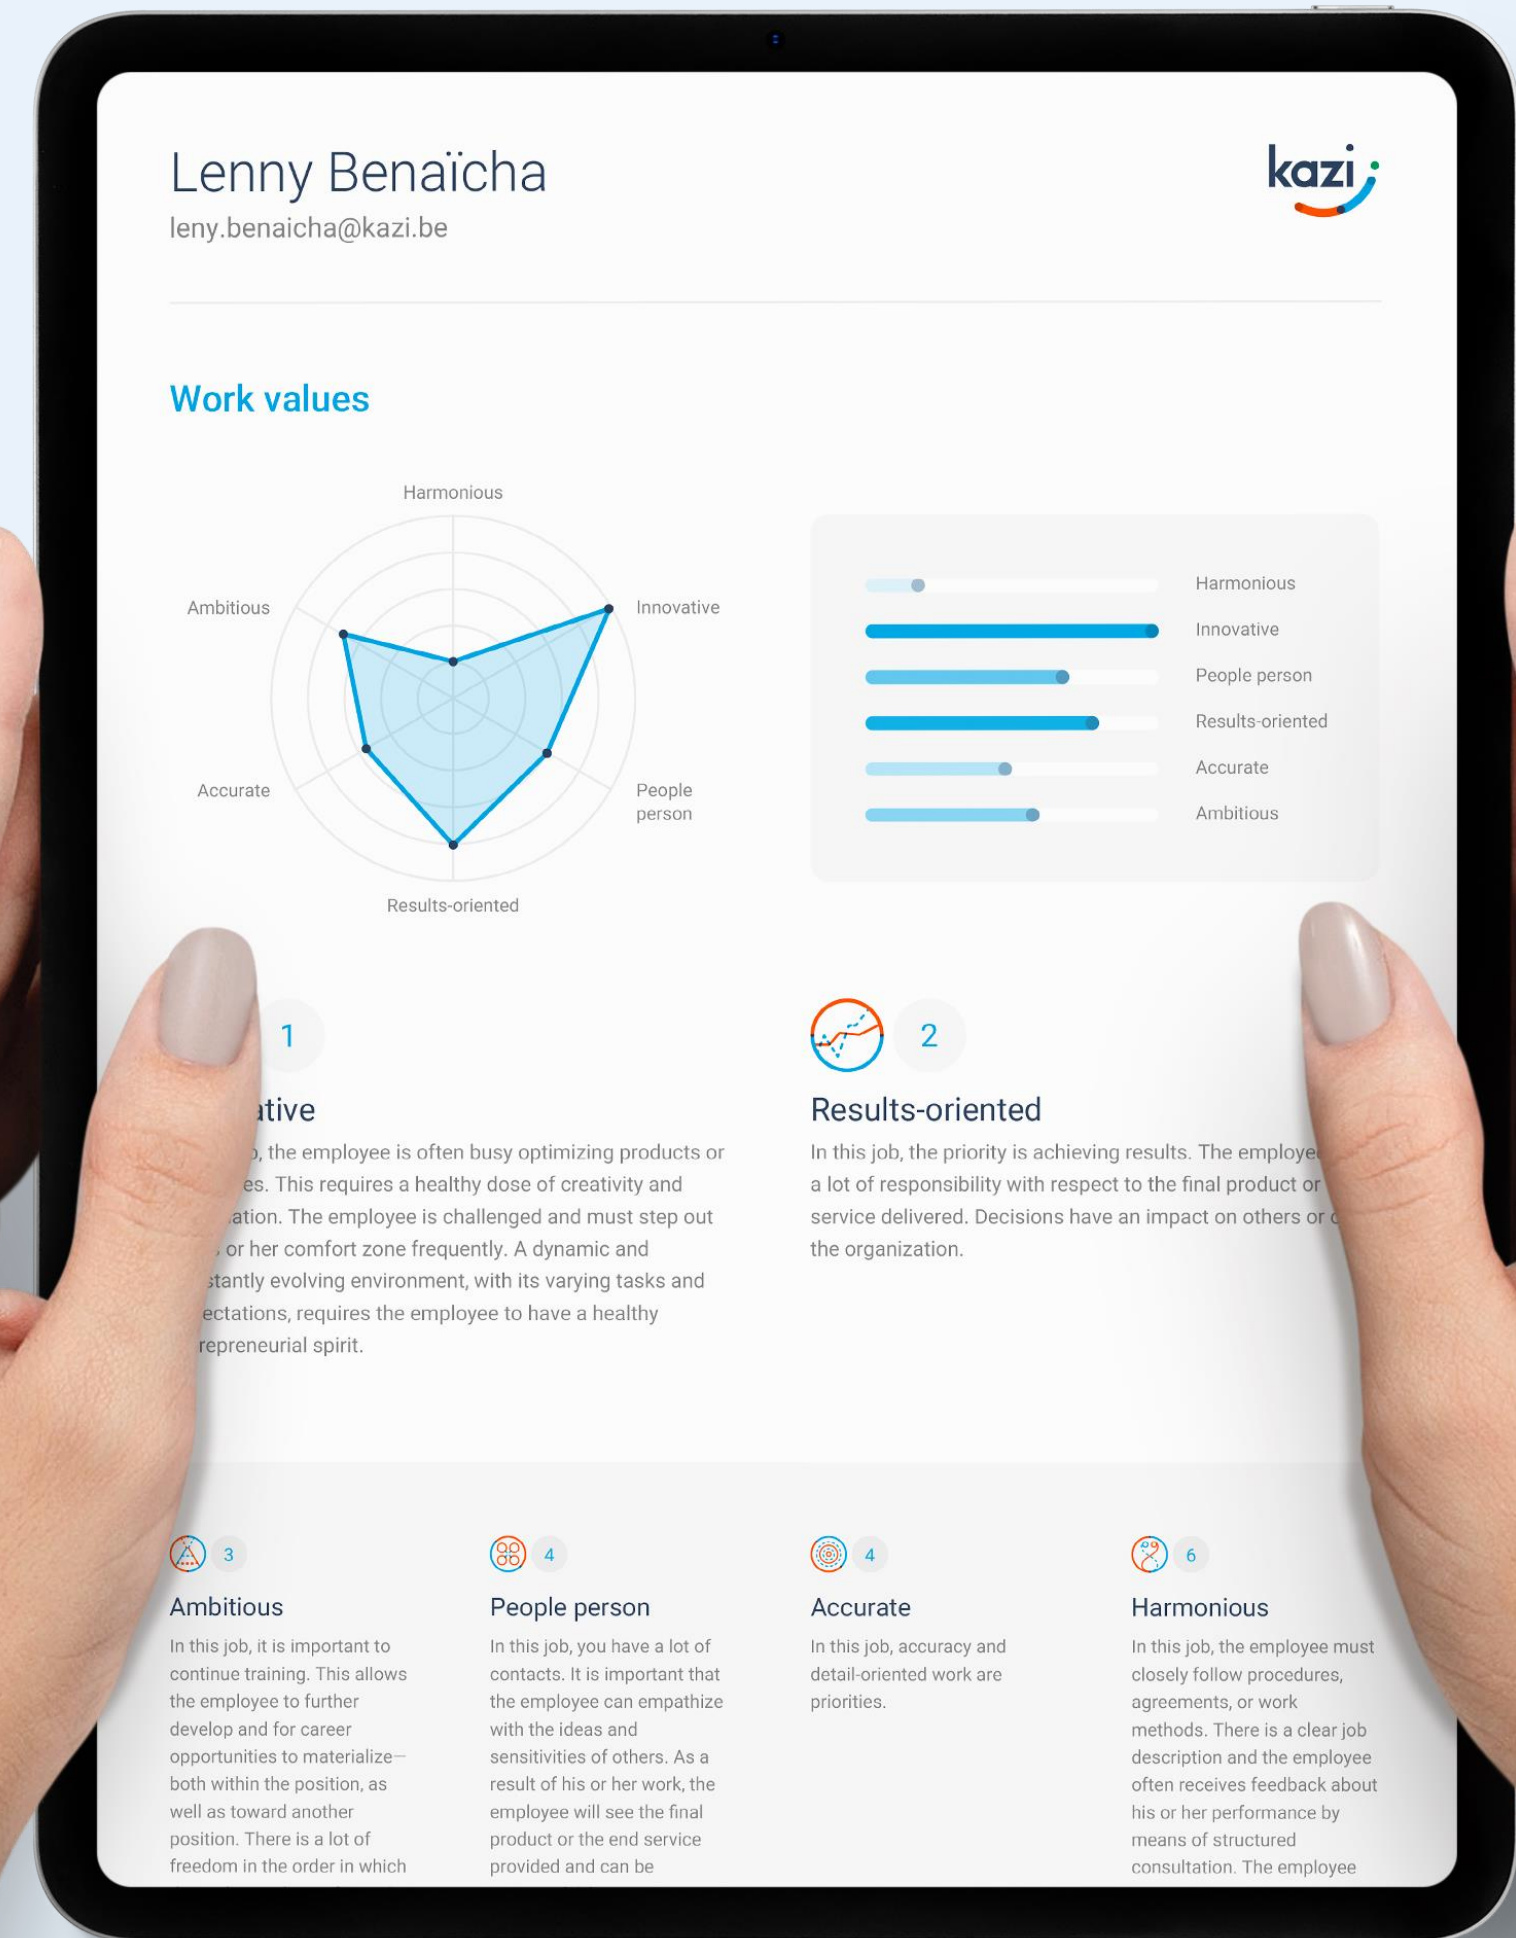 Lenny Benaïcha
leny.benaicha@kazi.be
kazi
Work values
Harmonious
Ambitious
Innovative
Accurate
People
person
Results-oriented
Harmonious
Innovative
People person
Results-oriented
Accurate
Ambitious
1
the employee is often busy optimizing products or
This requires a healthy dose of creativity and
The employee is challenged and must step out
or her comfort zone frequently. A dynamic and
evolving environment, with its varying tasks and
requires the employee to have a healthy
spirit.
2
Results-oriented
In this job, the priority is achieving results. The
a lot of responsibility with respect to the final product or
service delivered. Decisions have an impact on others or
the organization.
3
Ambitious
In this job, it is important to
continue training. This allows
the employee to further
develop and for career
opportunities to materialize—
both within the position, as
well as toward another
position. There is a lot of
freedom in the order in which
4
People person
In this job, you have a lot of
contacts. It is important that
the employee can empathize
with the ideas and
sensitivities of others. As a
result of his or her work, the
employee will see the final
product or the end service
provided and can be
4
Accurate
In this job, accuracy and
detail-oriented work are
priorities.
6
Harmonious
In this job, the employee must
closely follow procedures,
agreements, or work
methods. There is a clear job
description and the employee
often receives feedback about
his or her performance by
means of structured
consultation. The employee